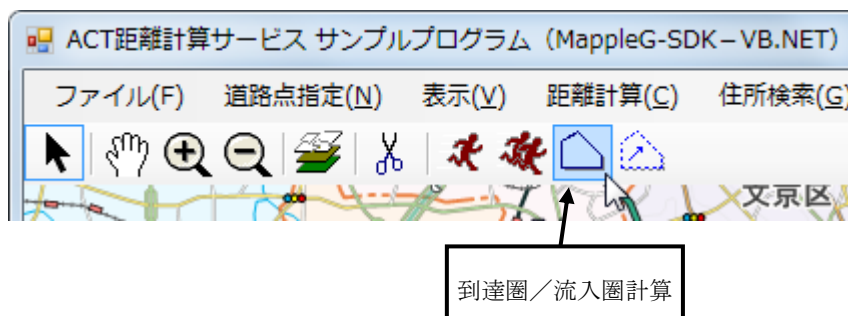 ACT距離計算サービス サンプルプログラム（MappleG-SDK–VB.NET）
ファイル(F) 道路点指定(N) 表示(V) 距離計算(C) 住所検索(G)
文京区
到達圏／流入圏計算